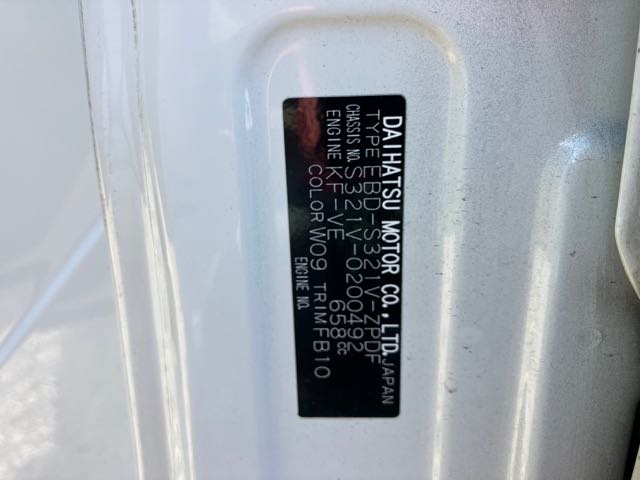 DAIHATSU MOTOR CO.,LTD. JAPAN
TYPE EBD-S321V-ZPDF
CHASSIS NO. S321V-0200492
ENGINE KF-VE 658cc
COLOR W09 TRIM FB10
ENGINE NO.